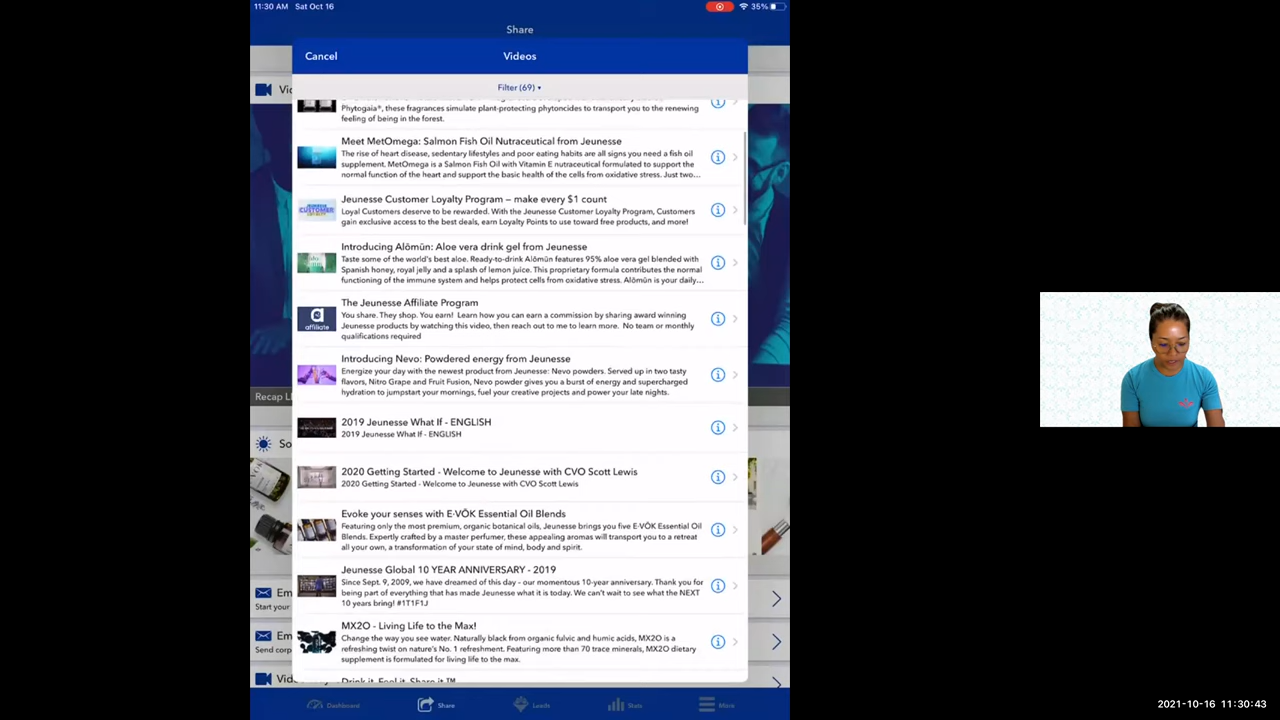 11:30 AM Sat Oct 16
35%
Share
Cancel
Videos
Filter (69)
Phytogaia®, these fragrances simulate plant-protecting phytoncides to transport you to the renewing
feeling of being in the forest.
Meet MetOmega: Salmon Fish Oil Nutraceutical from Jeunesse
The rise of heart disease, sedentary lifestyles and poor eating habits are all signs you need a fish oil
supplement. MetOmega is a Salmon Fish Oil with Vitamin E nutraceutical formulated to support the
normal function of the heart and support the basic health of the cells from oxidative stress. Just two...
JEUNESSE
CUSTOMER
LOYALTY
Jeunesse Customer Loyalty Program – make every $1 count
Loyal Customers deserve to be rewarded. With the Jeunesse Customer Loyalty Program, Customers
gain exclusive access to the best deals, earn Loyalty Points to use toward free products, and more!
Introducing Alōmūn: Aloe vera drink gel from Jeunesse
Taste some of the world's best aloe. Ready-to-drink Alōmūn features 95% aloe vera gel blended with
Spanish honey, royal jelly and a splash of lemon juice. This proprietary formula contributes the normal
functioning of the immune system and helps protect cells from oxidative stress. Alōmūn is your daily...
affiliate
The Jeunesse Affiliate Program
You share. They shop. You earn! Learn how you can earn a commission by sharing award winning
Jeunesse products by watching this video, then reach out to me to learn more. No team or monthly
qualifications required
Introducing Nevo: Powdered energy from Jeunesse
Energize your day with the newest product from Jeunesse: Nevo powders. Served up in two tasty
flavors, Nitro Grape and Fruit Fusion, Nevo powder gives you a burst of energy and supercharged
hydration to jumpstart your mornings, fuel your creative projects and power your late nights.
Recap L
2019 Jeunesse What If - ENGLISH
2019 Jeunesse What If - ENGLISH
So
2020 Getting Started - Welcome to Jeunesse with CVO Scott Lewis
2020 Getting Started - Welcome to Jeunesse with CVO Scott Lewis
Evoke your senses with E·VŌK Essential Oil Blends
Featuring only the most premium, organic botanical oils, Jeunesse brings you five E·VŌK Essential Oil
Blends. Expertly crafted by a master perfumer, these appealing aromas will transport you to a retreat
all your own, a transformation of your state of mind, body and spirit.
Jeunesse Global 10 YEAR ANNIVERSARY - 2019
Since Sept. 9, 2009, we have dreamed of this day - our momentous 10-year anniversary. Thank you for
being part of everything that has made Jeunesse what it is today. We can't wait to see what the NEXT
10 years bring! #1T1F1J
Em
Start your
MX2O - Living Life to the Max!
Change the way you see water. Naturally black from organic fulvic and humic acids, MX2O is a
refreshing twist on nature's No. 1 refreshment. Featuring more than 70 trace minerals, MX2O dietary
supplement is formulated for living life to the max.
Em
Send corp
Drink it. Feel it. Share it.™
Dashboard
Share
Leads
Stats
More
2021-10-16 11:30:43